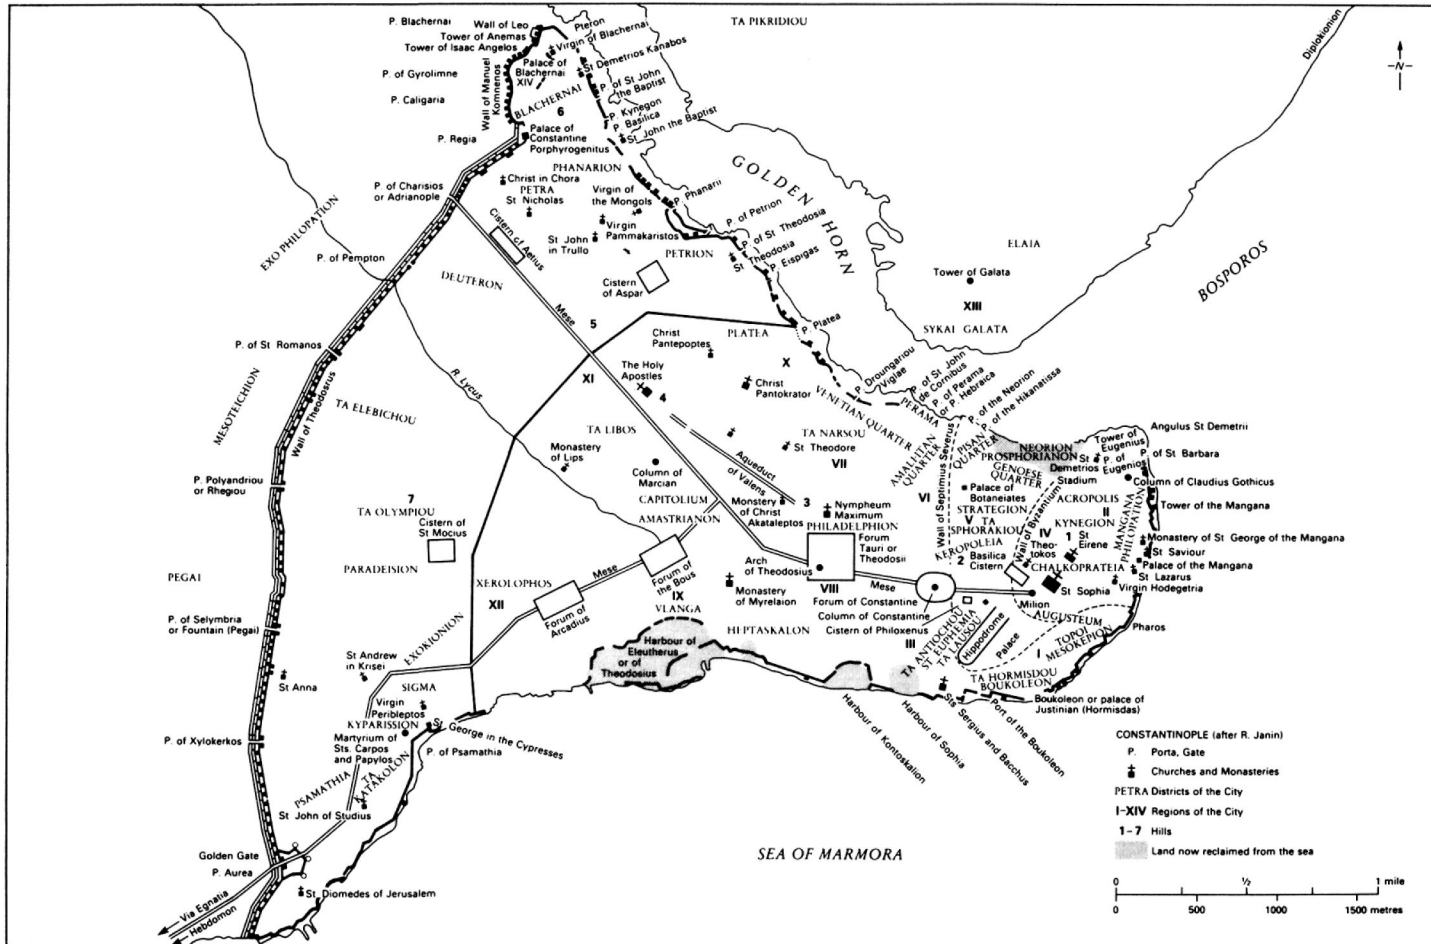 P. Blachernai
Wall of Leo
Tower of Anemas
Tower of Isaac Angelos
Pteron
Virgin of Blachernai
TA PIKRIDIOU
Diplokionion
-N-
St Demetrios Kanabos
Palace of
Blachernai
XIV
P. of Gyrolimne
Wall of Manuel
Komnenos
P. of St John
the Baptist
P. Caligaria
BLACHERNAI
6
P. Kynegon
P. Basilica
St John the Baptist
P. Regia
Palace of
Constantine
Porphyrogenitus
GOLDEN HORN
PHANARION
Christ in Chora
P. of Charisios
or Adrianople
PETRA
St Nicholas
Virgin of
the Mongols
P. Phanarii
EXO PHILOPATION
Cistern of Aetius
St John
in Trullo
Virgin
Pammakaristos
P. of Petrion
P. of St Theodosia
St Theodosia
P. Eispigas
ELAIA
BOSPOROS
P. of Pempton
DEUTERON
PETRION
Cistern
of Aspar
Tower of Galata
XIII
SYKAI GALATA
Mese
5
PLATEA
P. Platea
P. of St Romanos
Christ
Pantepoptes
X
XI
The Holy
Apostles
4
Christ
Pantokrator
P. Droungariou
Viglae
P. of St John
de Cornibus
P. of Perama
or P. Hebraica
P. of the Neorion
P. of the Hikanatissa
MESOTEICHION
Wall of Theodosrus
R. Lycus
TA ELEBICHOU
VENITIAN QUARTER
PERAMA
TA LIBOS
TA NARSOU
AMALFITAN
QUARTER
PISAN
QUARTER
NEORION
PROSPHORIANON
GENOESE
QUARTER
St
Demetrios
Tower of
Eugenius
P. of
Eugenios
Angulus St Demetrii
P. of St Barbara
Monastery
of Lips
St Theodore
VII
Stadium
Column of Claudius Gothicus
P. Polyandriou
or Rhegiou
Column of
Marcian
Aqueduct
of Valens
Wall of Septimius Severus
Palace of
Botaneiates
ACROPOLIS
II
Tower of the Mangana
7
TA OLYMPIOU
CAPITOLIUM
AMASTRIANON
Monstery
of Christ
Akataleptos
3
Nympheum
Maximum
PHILADELPHION
VI
STRATEGION
V
TA
SPHORAKIOU
Wall of Byzantium
KYNEGION
IV
1
St
Eirene
MANGANA
PHILOPATION
Cistern of
St Mocius
Forum
Tauri or
Theodosii
KEROPOLEIA
2
Basilica
Cistern
Theo-
tokos
CHALKOPRATEIA
Monastery of St George of the Mangana
St Saviour
Palace of the Mangana
St Lazarus
Virgin Hodegetria
PEGAI
PARADEISION
XEROLOPHOS
XII
Mese
Forum of
the Bous
IX
VLANGA
Arch
of Theodosius
VIII
Mese
St Sophia
Milion
Monastery
of Myrelaion
Forum of Constantine
Column of Constantine
Cistern of Philoxenus
AUGUSTEUM
Pharos
Forum of
Arcadius
P. of Selymbria
or Fountain (Pegai)
EXOKIONION
HEPTASKALON
III
TA ANTIOCHOU
ST EUPHEMIA
TA LAUSOU
Hippodrome
Palace
I
TOPOI
MESOKEPION
Harbour of
Eleutherus
or of
Theodosius
St Andrew
in Krisei
TA HORMISDOU
BOUKOLEON
St Anna
SIGMA
Boukoleon or palace of
Justinian (Hormisdas)
Virgin
Peribleptos
KYPARISSION
St. George in the Cypresses
Harbour of Kontoskalion
Harbour of Sophia
Sts Sergius and Bacchus
Port of the Boukoleon
P. of Xylokerkos
Martyrium of
Sts. Carpos
and Papylos
P. of Psamathia
PSAMATHIA
TA
KATAKOLON
St John of Studius
CONSTANTINOPLE (after R. Janin)
P. Porta, Gate
Churches and Monasteries
PETRA Districts of the City
I-XIV Regions of the City
1-7 Hills
Land now reclaimed from the sea
Golden Gate
P. Aurea
SEA OF MARMORA
St. Diomedes of Jerusalem
Via Egnatia
Hebdomon
0 ½ 1 mile
0 500 1000 1500 metres